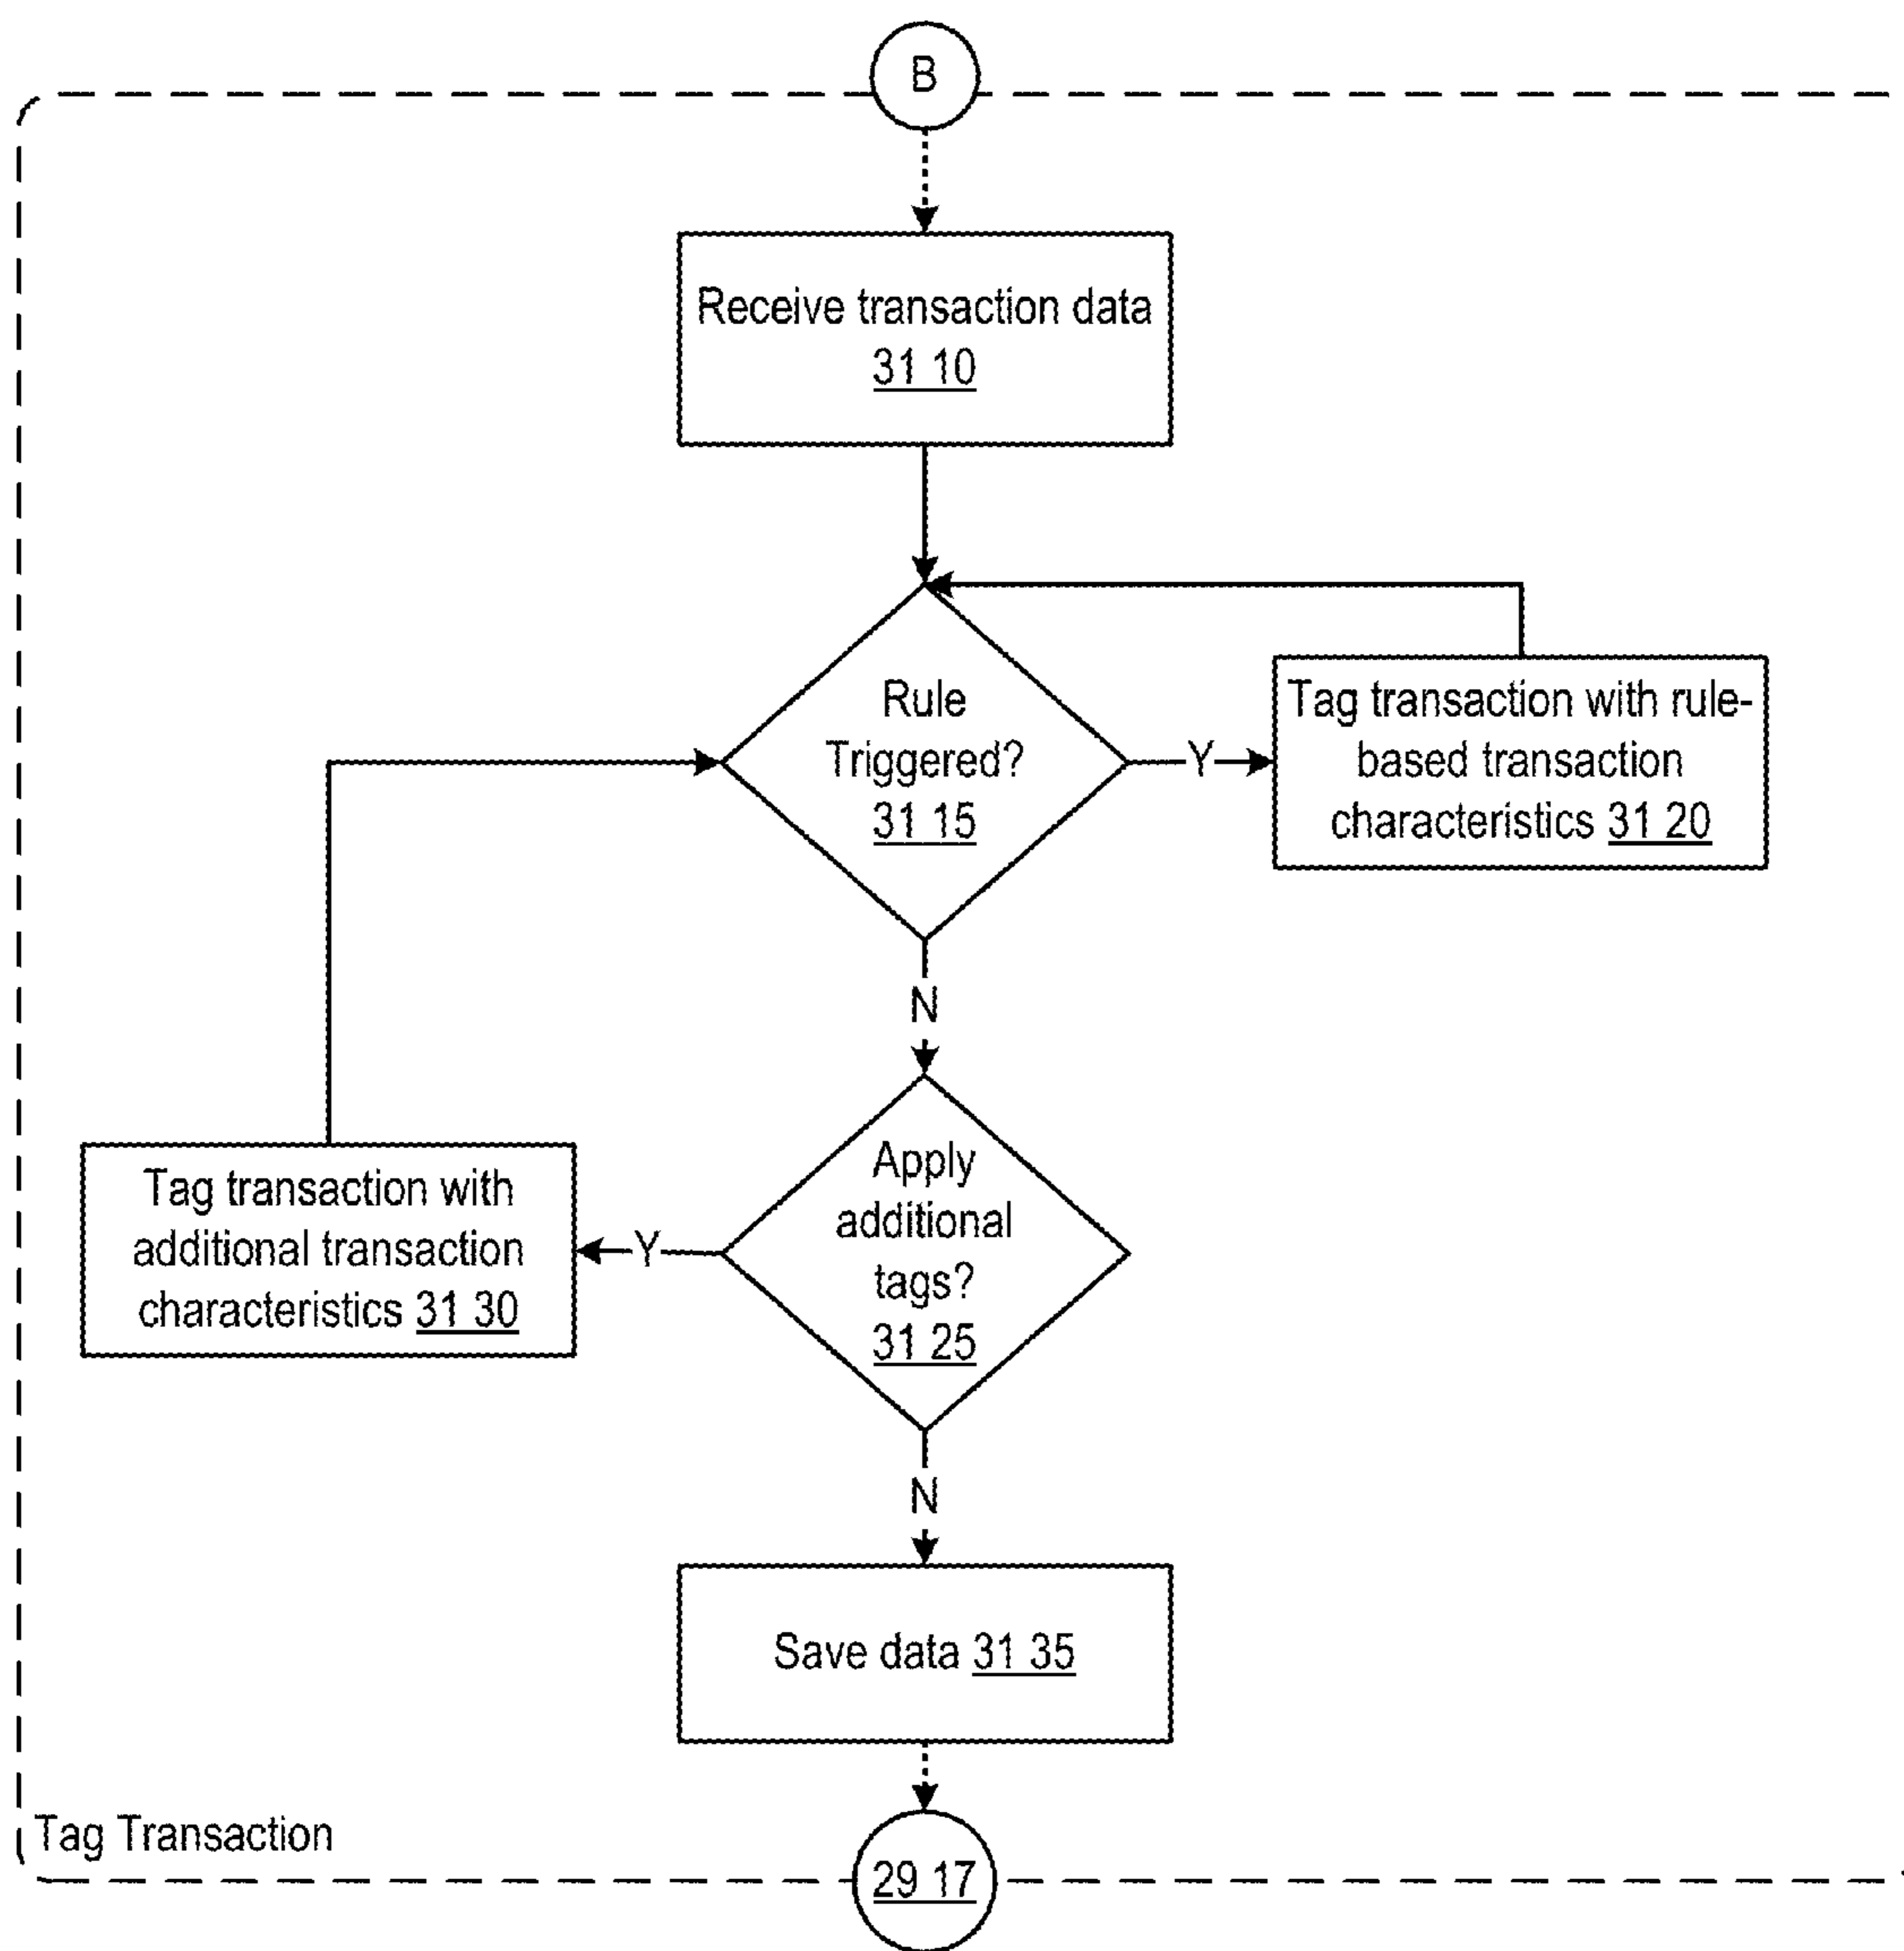 B
Receive transaction data
31 10
Rule
Triggered?
31 15
Y
Tag transaction with rule-
based transaction
characteristics 31 20
N
Apply
additional
tags?
31 25
Y
Tag transaction with
additional transaction
characteristics 31 30
N
Save data 31 35
Tag Transaction
29 17